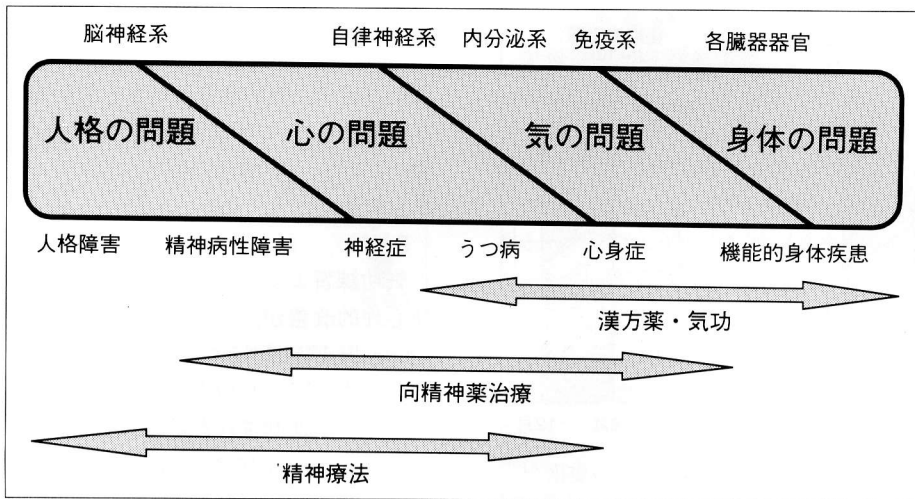 脳神経系 自律神経系 内分泌系 免疫系 各臓器器官
人格の問題 心の問題 気の問題 身体の問題
人格障害 精神病性障害 神経症 うつ病 心身症 機能的身体疾患
漢方薬・気功
向精神薬治療
精神療法